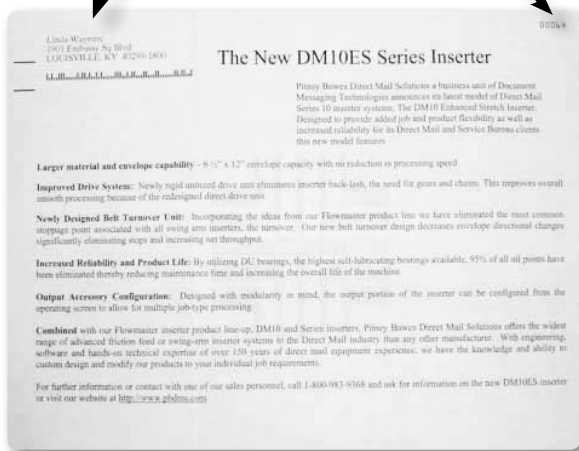 Linda Waymire
1901 Embassy Sq Blvd
LOUISVILLE, KY 40299-1800
The New DM10ES Series Inserter
Pitney Bowes Direct Mail Solutions a business unit of Document
Messaging Technologies announces its latest model of Direct Mail
Series 10 inserter systems; The DM10 Enhanced Stretch Inserter.
Designed to provide added job and product flexibility as well as
increased reliability for its Direct Mail and Service Bureau clients
this new model features
Larger material and envelope capability – 6 ½" x 12" envelope capacity with no reduction in processing speed
Improved Drive System: Newly rigid unitized drive unit eliminates inserter back-lash, the need for gears and chains. This improves overall
smooth processing because of the redesigned direct drive unit.
Newly Designed Belt Turnover Unit: Incorporating the ideas from our Flowmaster product line we have eliminated the most common
stoppage point associated with all swing arm inserters, the turnover. Our new belt turnover design decreases envelope directional changes
significantly eliminating stops and increasing net throughput.
Increased Reliability and Product Life: By utilizing DU bearings, the highest self-lubricating bearings available, 95% of all oil points have
been eliminated thereby reducing maintenance time and increasing the overall life of the machine.
Output Accessory Configuration: Designed with modularity in mind, the output portion of the inserter can be configured from the
operating screen to allow for multiple job-type processing.
Combined with our Flowmaster inserter product line-up, DM10 and Series inserters, Pitney Bowes Direct Mail Solutions offers the widest
range of advanced friction feed or swing-arm inserter systems to the Direct Mail industry than any other manufacturer. With engineering,
software and hands-on technical expertise of over 150 years of direct mail equipment experience, we have the knowledge and ability to
custom design and modify our products to your individual job requirements.
For further information or contact with one of our sales personnel, call 1-800-983-9368 and ask for information on the new DM10ES inserter
or visit our website at http://www.pbdms.com